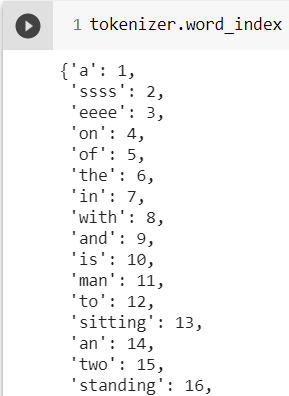 1 tokenizer.word_index
{'a': 1,
'ssss': 2,
'eeee': 3,
'on': 4,
'of': 5,
'the': 6,
'in': 7,
'with': 8,
'and': 9,
'is': 10,
'man': 11,
'to': 12,
'sitting': 13,
'an': 14,
'two': 15,
'standing': 16,